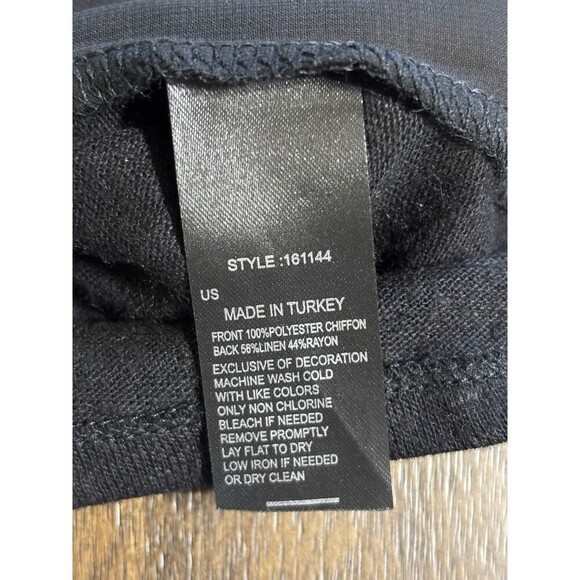 STYLE :161144
US
MADE IN TURKEY
FRONT 100%POLYESTER CHIFFON
BACK 56%LINEN 44%RAYON
EXCLUSIVE OF DECORATION
MACHINE WASH COLD
WITH LIKE COLORS
ONLY NON CHLORINE
BLEACH IF NEEDED
REMOVE PROMPTLY
LAY FLAT TO DRY
LOW IRON IF NEEDED
OR DRY CLEAN